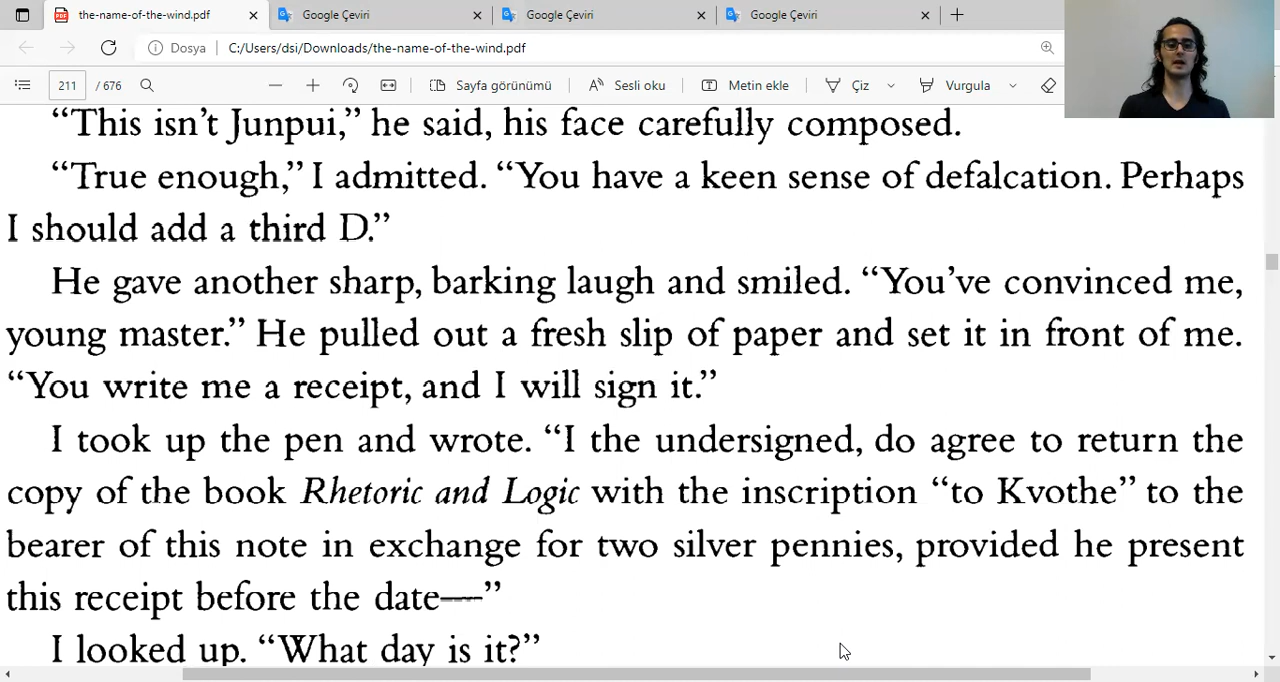 the-name-of-the-wind.pdf
Google Çeviri
Google Çeviri
Google Çeviri
Dosya
C:/Users/dsi/Downloads/the-name-of-the-wind.pdf
211 / 676
Sayfa görünümü
Sesli oku
Metin ekle
Çiz
Vurgula
“This isn’t Junpui,” he said, his face carefully composed.
“True enough,” I admitted. “You have a keen sense of defalcation. Perhaps
I should add a third D.”
He gave another sharp, barking laugh and smiled. “You’ve convinced me,
young master.” He pulled out a fresh slip of paper and set it in front of me.
“You write me a receipt, and I will sign it.”
I took up the pen and wrote. “I the undersigned, do agree to return the
copy of the book Rhetoric and Logic with the inscription “to Kvothe” to the
bearer of this note in exchange for two silver pennies, provided he present
this receipt before the date—”
I looked up. “What day is it?”